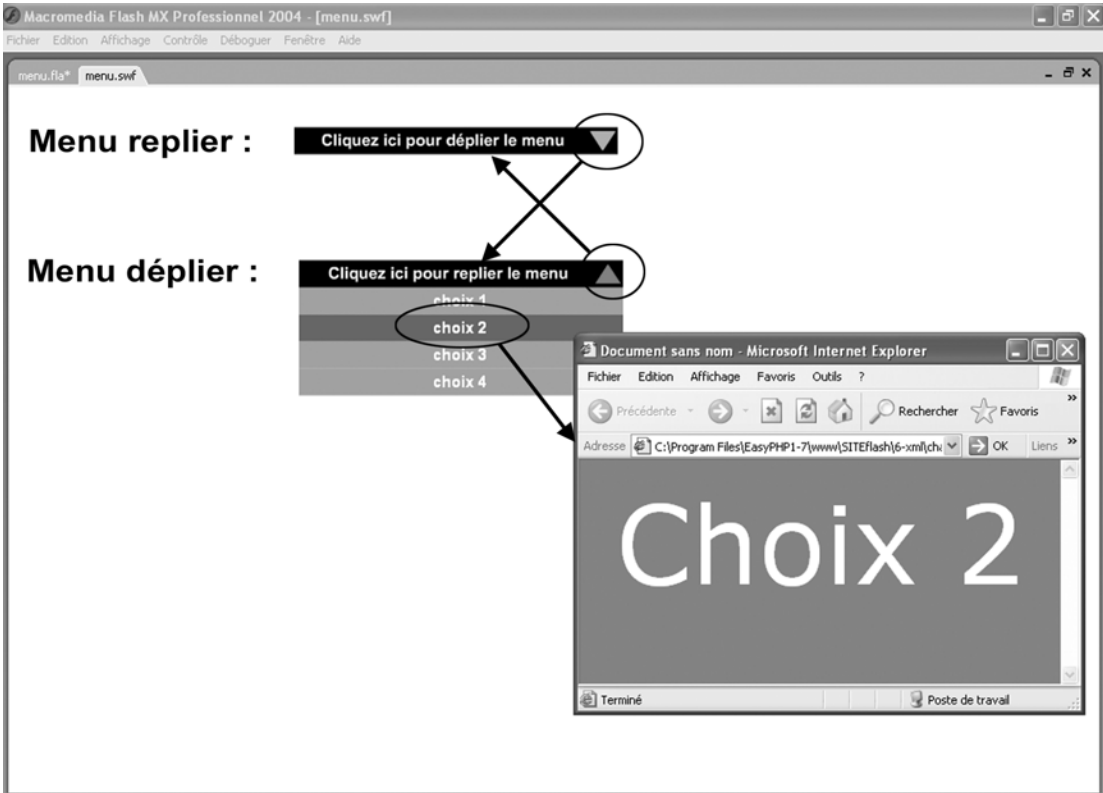 Macromedia Flash MX Professionnel 2004 - [menu.swf]
Fichier Edition Affichage Contrôle Déboguer Fenêtre Aide
menu.fla* menu.swf
Menu replier : Cliquez ici pour déplier le menu
Menu déplier : Cliquez ici pour replier le menu
choix 1
choix 2
choix 3
choix 4
Document sans nom - Microsoft Internet Explorer
Fichier Edition Affichage Favoris Outils ?
Précédente Rechercher Favoris »
Adresse C:\Program Files\EasyPHP1-7\www\SITEflash\6-xml\ch OK Liens »
Choix 2
Terminé Poste de travail